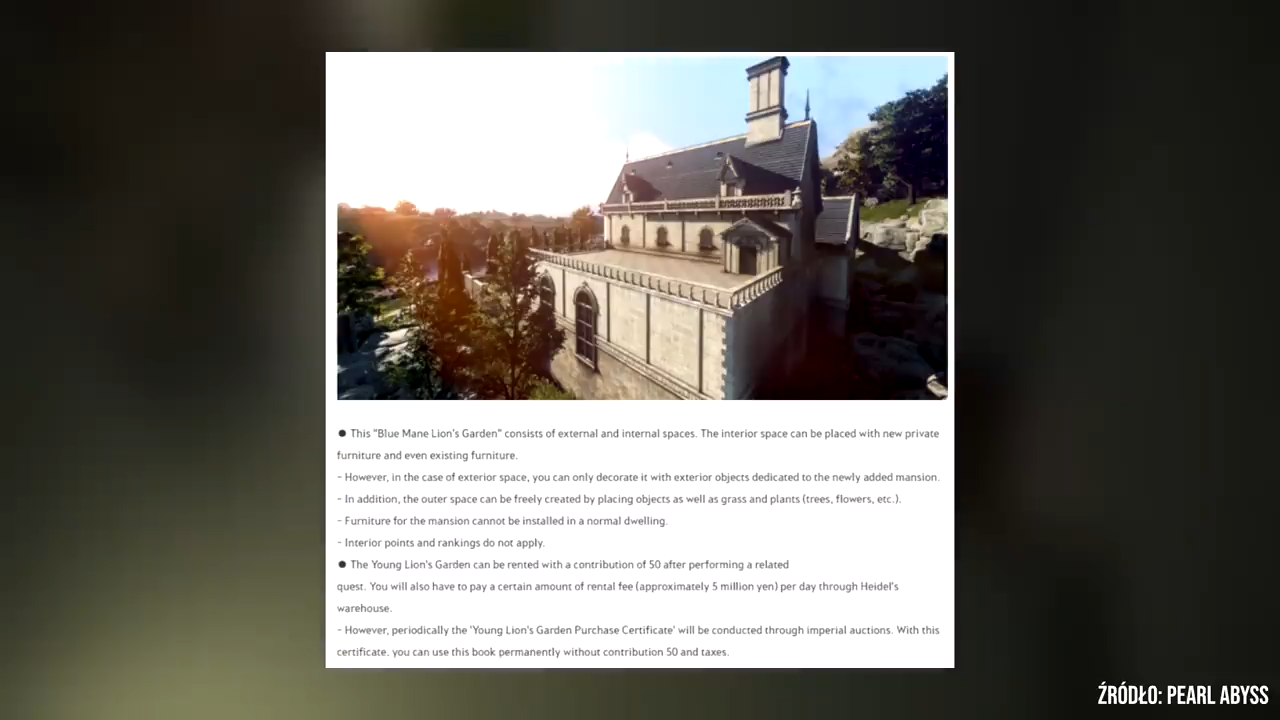 ● This "Blue Mane Lion's Garden" consists of external and internal spaces. The interior space can be placed with new private
furniture and even existing furniture.
- However, in the case of exterior space, you can only decorate it with exterior objects dedicated to the newly added mansion.
- In addition, the outer space can be freely created by placing objects as well as grass and plants (trees, flowers, etc.).
- Furniture for the mansion cannot be installed in a normal dwelling.
- Interior points and rankings do not apply.
● The Young Lion's Garden can be rented with a contribution of 50 after performing a related
quest. You will also have to pay a certain amount of rental fee (approximately 5 million yen) per day through Heidel's
warehouse.
- However, periodically the 'Young Lion's Garden Purchase Certificate' will be conducted through imperial auctions. With this
certificate, you can use this book permanently without contribution 50 and taxes.
ŹRÓDŁO: PEARL ABYSS